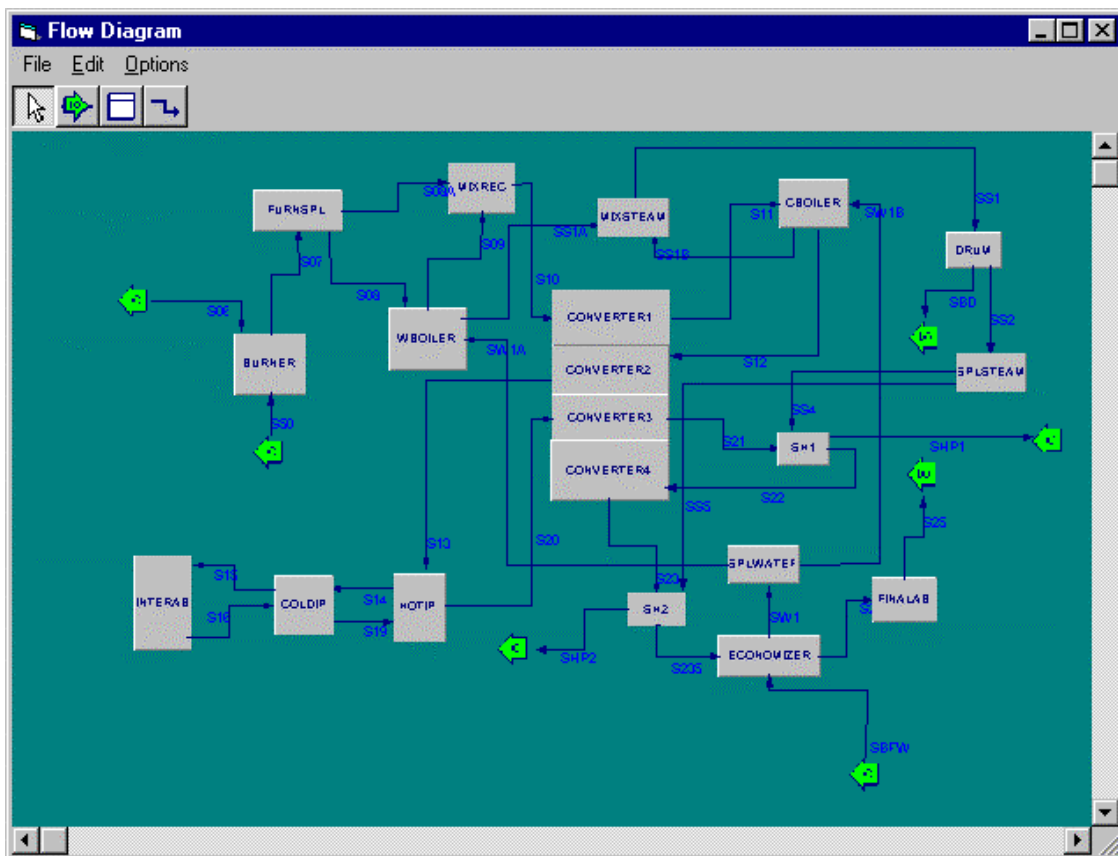 Flow Diagram
File Edit Options
MIXREC
FURNSPL
S09A
MIXSTEAM
CBOILER
S11
SW1B
SS1
SS1A
SS1B
S09
S07
DRUM
S10
S08
SBD
S06
SS2
CONVERTER1
WBOILER
SW1A
BURNER
S12
CONVERTER2
SPLSTEAM
SS4
CONVERTER3
SS0
S21
SH1
SHP1
CONVERTER4
S22
SS5
S25
S13
S20
SPLWATER
S15
INTERAB
COLDIP
S14
HOTIP
S23
SH2
FINALAB
S16
S19
SW1
SHP2
S23S
ECONOMIZER
SBFW